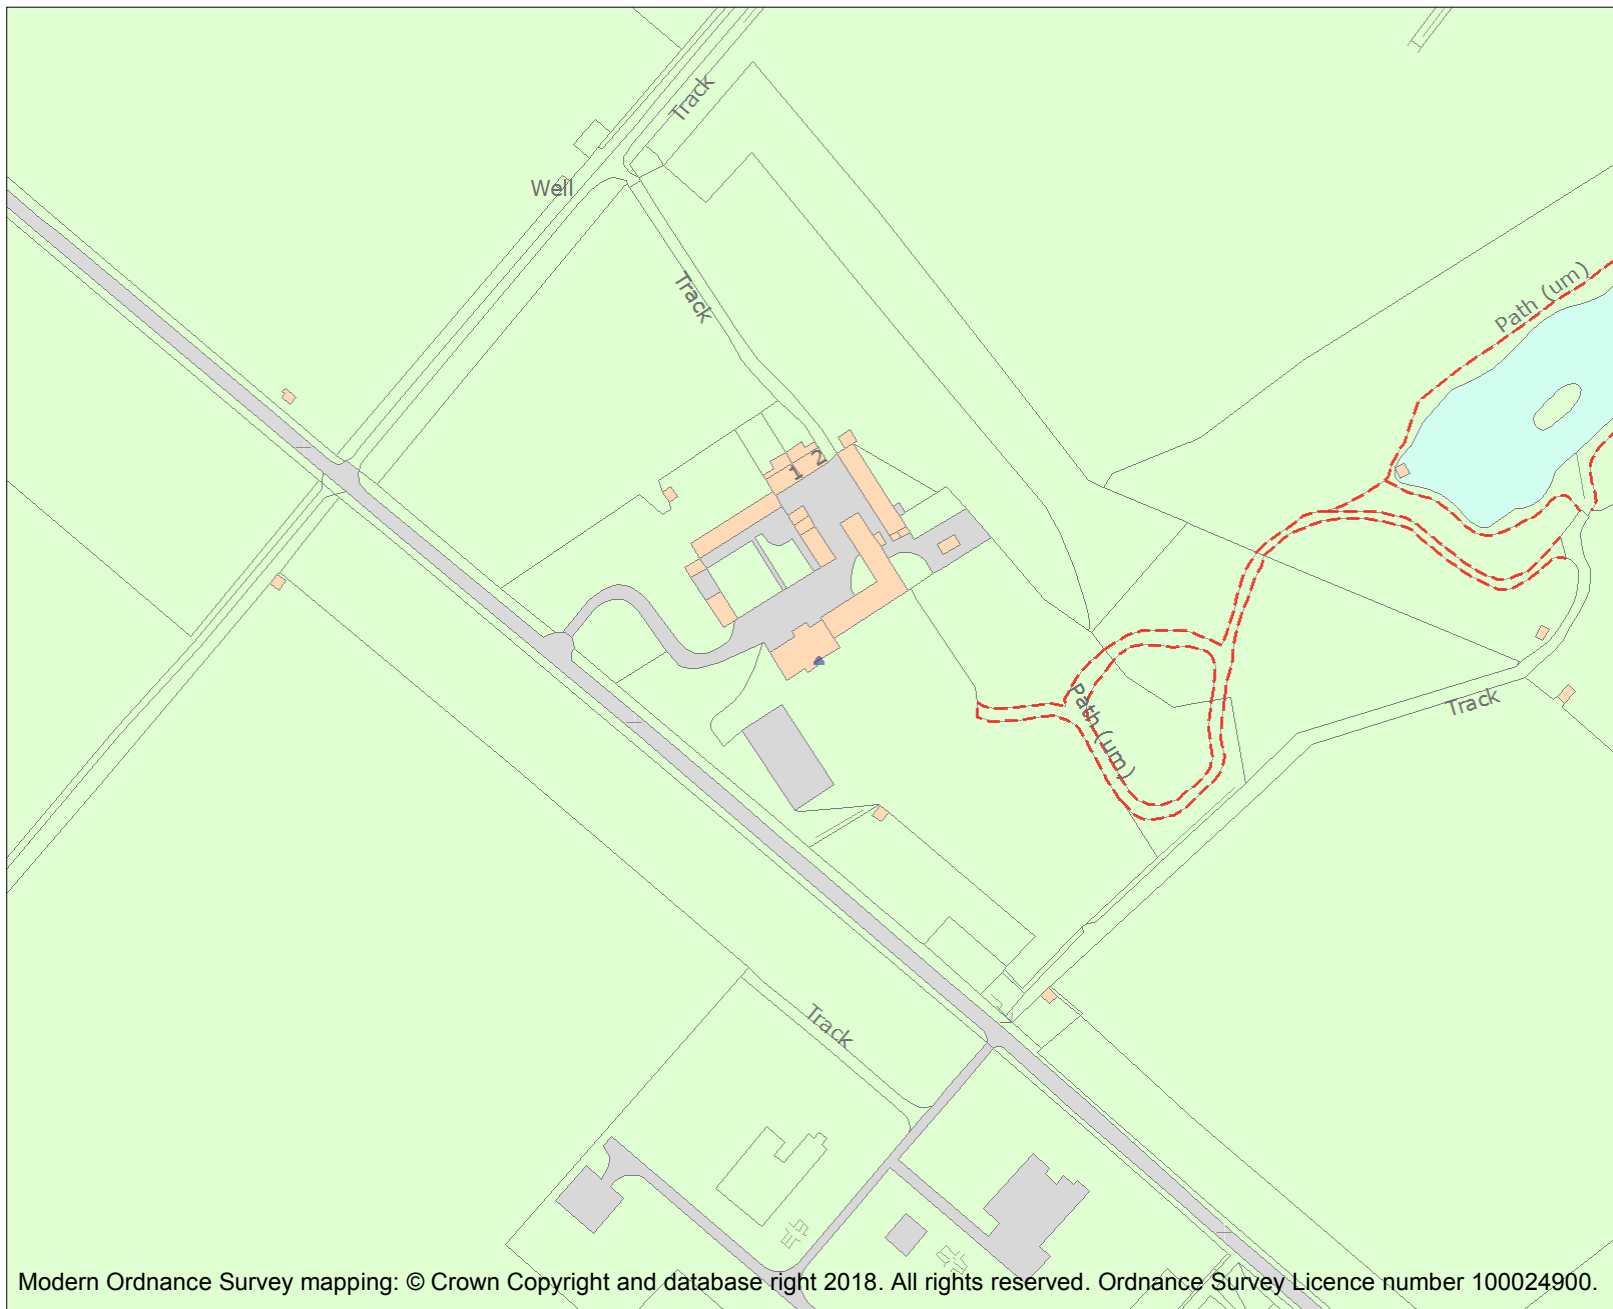 Track
Well
Track
Path (um)
1
2
Path (um)
Track
Track
Modern Ordnance Survey mapping: © Crown Copyright and database right 2018. All rights reserved. Ordnance Survey Licence number 100024900.